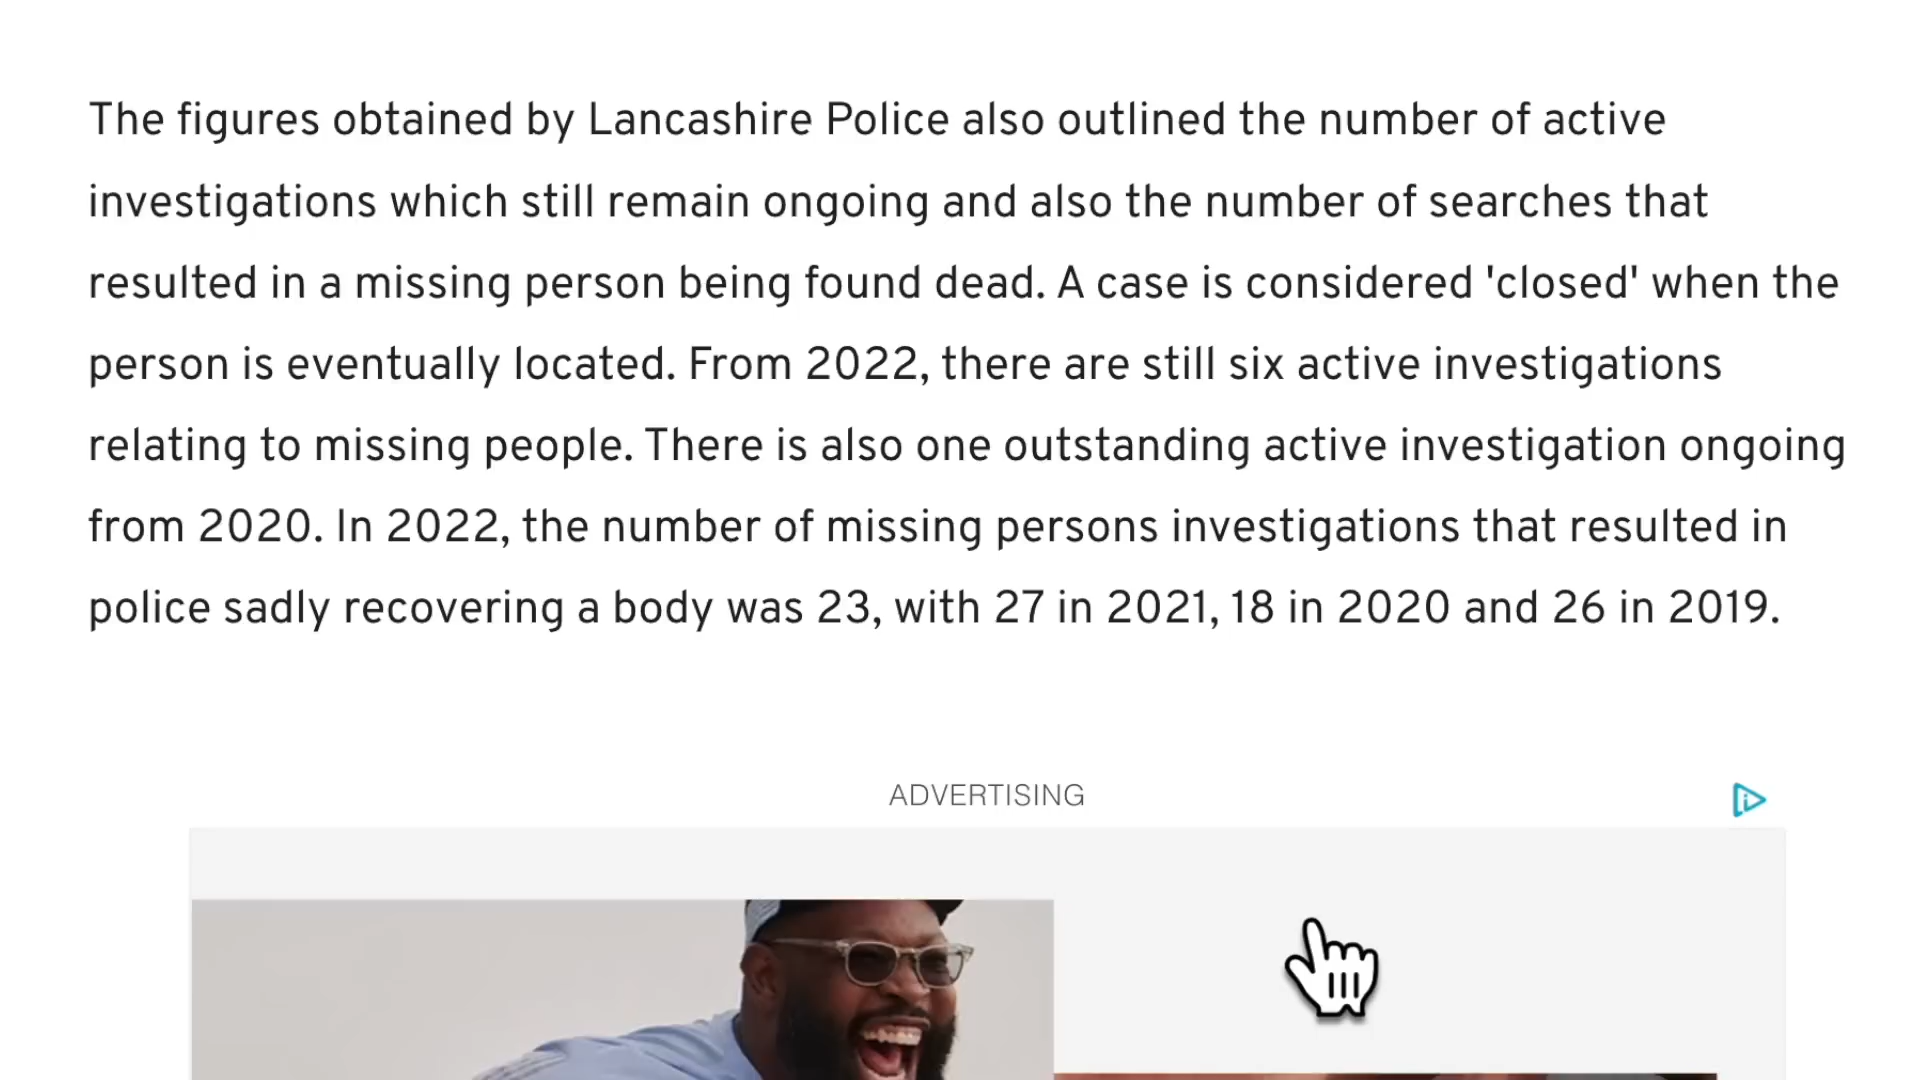 The figures obtained by Lancashire Police also outlined the number of active
investigations which still remain ongoing and also the number of searches that
resulted in a missing person being found dead. A case is considered 'closed' when the
person is eventually located. From 2022, there are still six active investigations
relating to missing people. There is also one outstanding active investigation ongoing
from 2020. In 2022, the number of missing persons investigations that resulted in
police sadly recovering a body was 23, with 27 in 2021, 18 in 2020 and 26 in 2019.
ADVERTISING